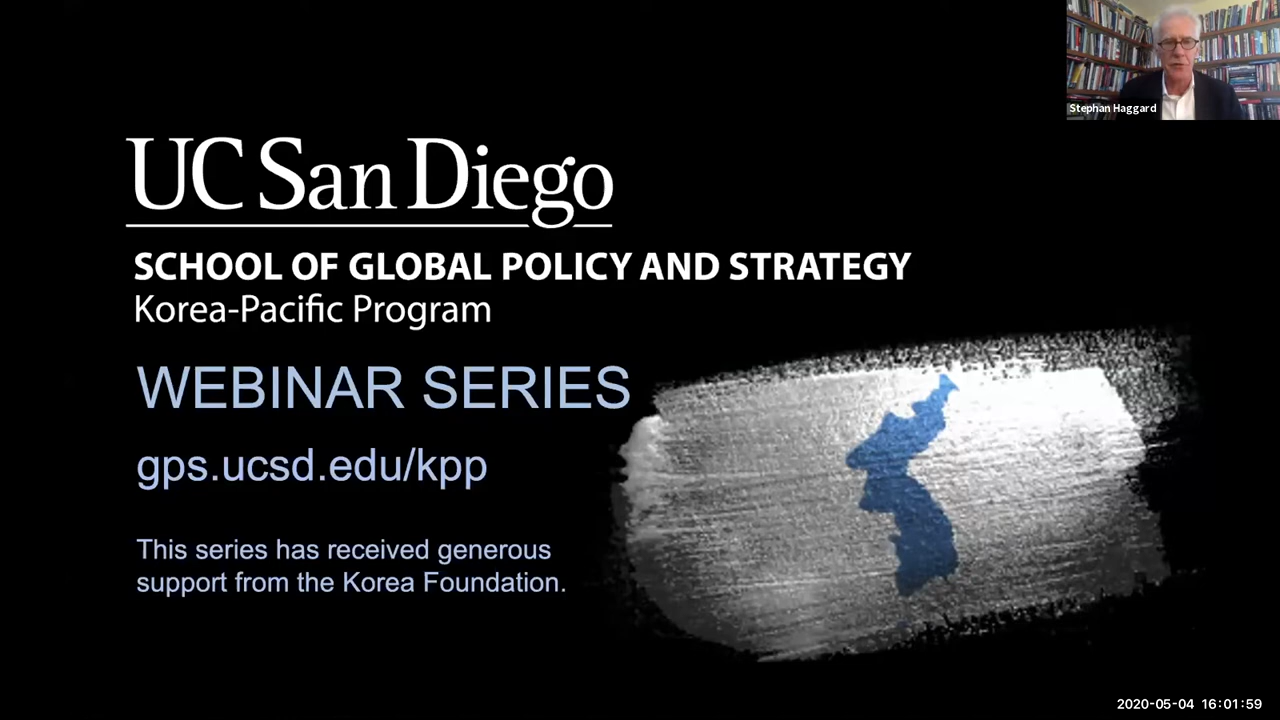 Stephan Haggard
UC San Diego
SCHOOL OF GLOBAL POLICY AND STRATEGY
Korea-Pacific Program
WEBINAR SERIES
gps.ucsd.edu/kpp
This series has received generous
support from the Korea Foundation.
2020-05-04 16:01:59